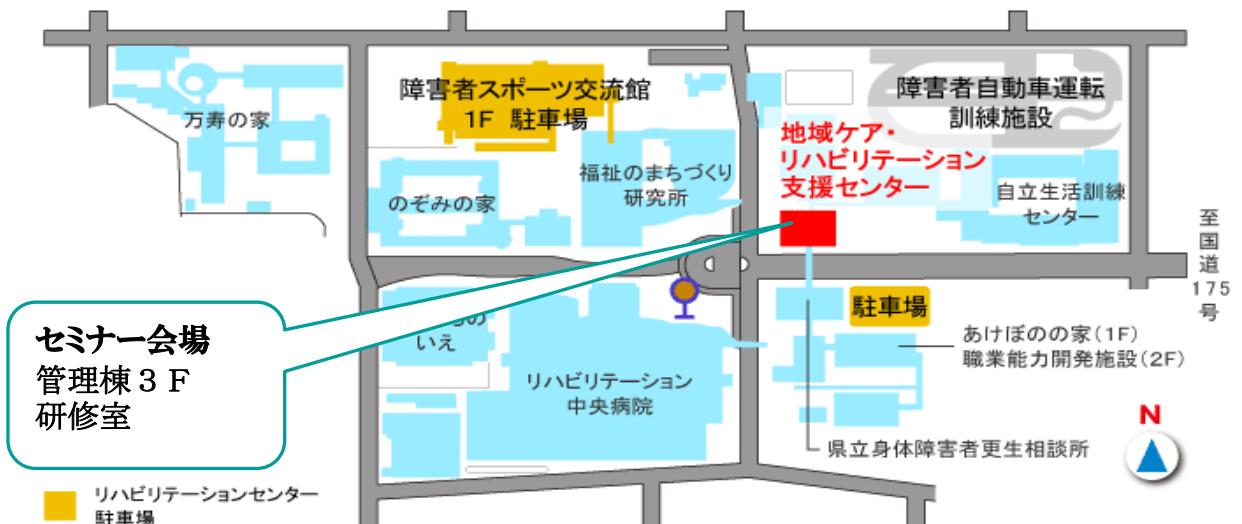 万寿の家
障害者スポーツ交流館
1F 駐車場
障害者自動車運転
訓練施設
地域ケア・
リハビリテーション
支援センター
福祉のまちづくり
研究所
のぞみの家
自立生活訓練
センター
至
国
道
175
号
セミナー会場
管理棟３Ｆ
研修室
いえ
駐車場
あけぼのの家(1F)
職業能力開発施設(2F)
リハビリテーション
中央病院
県立身体障害者更生相談所
N
リハビリテーションセンター
駐車場